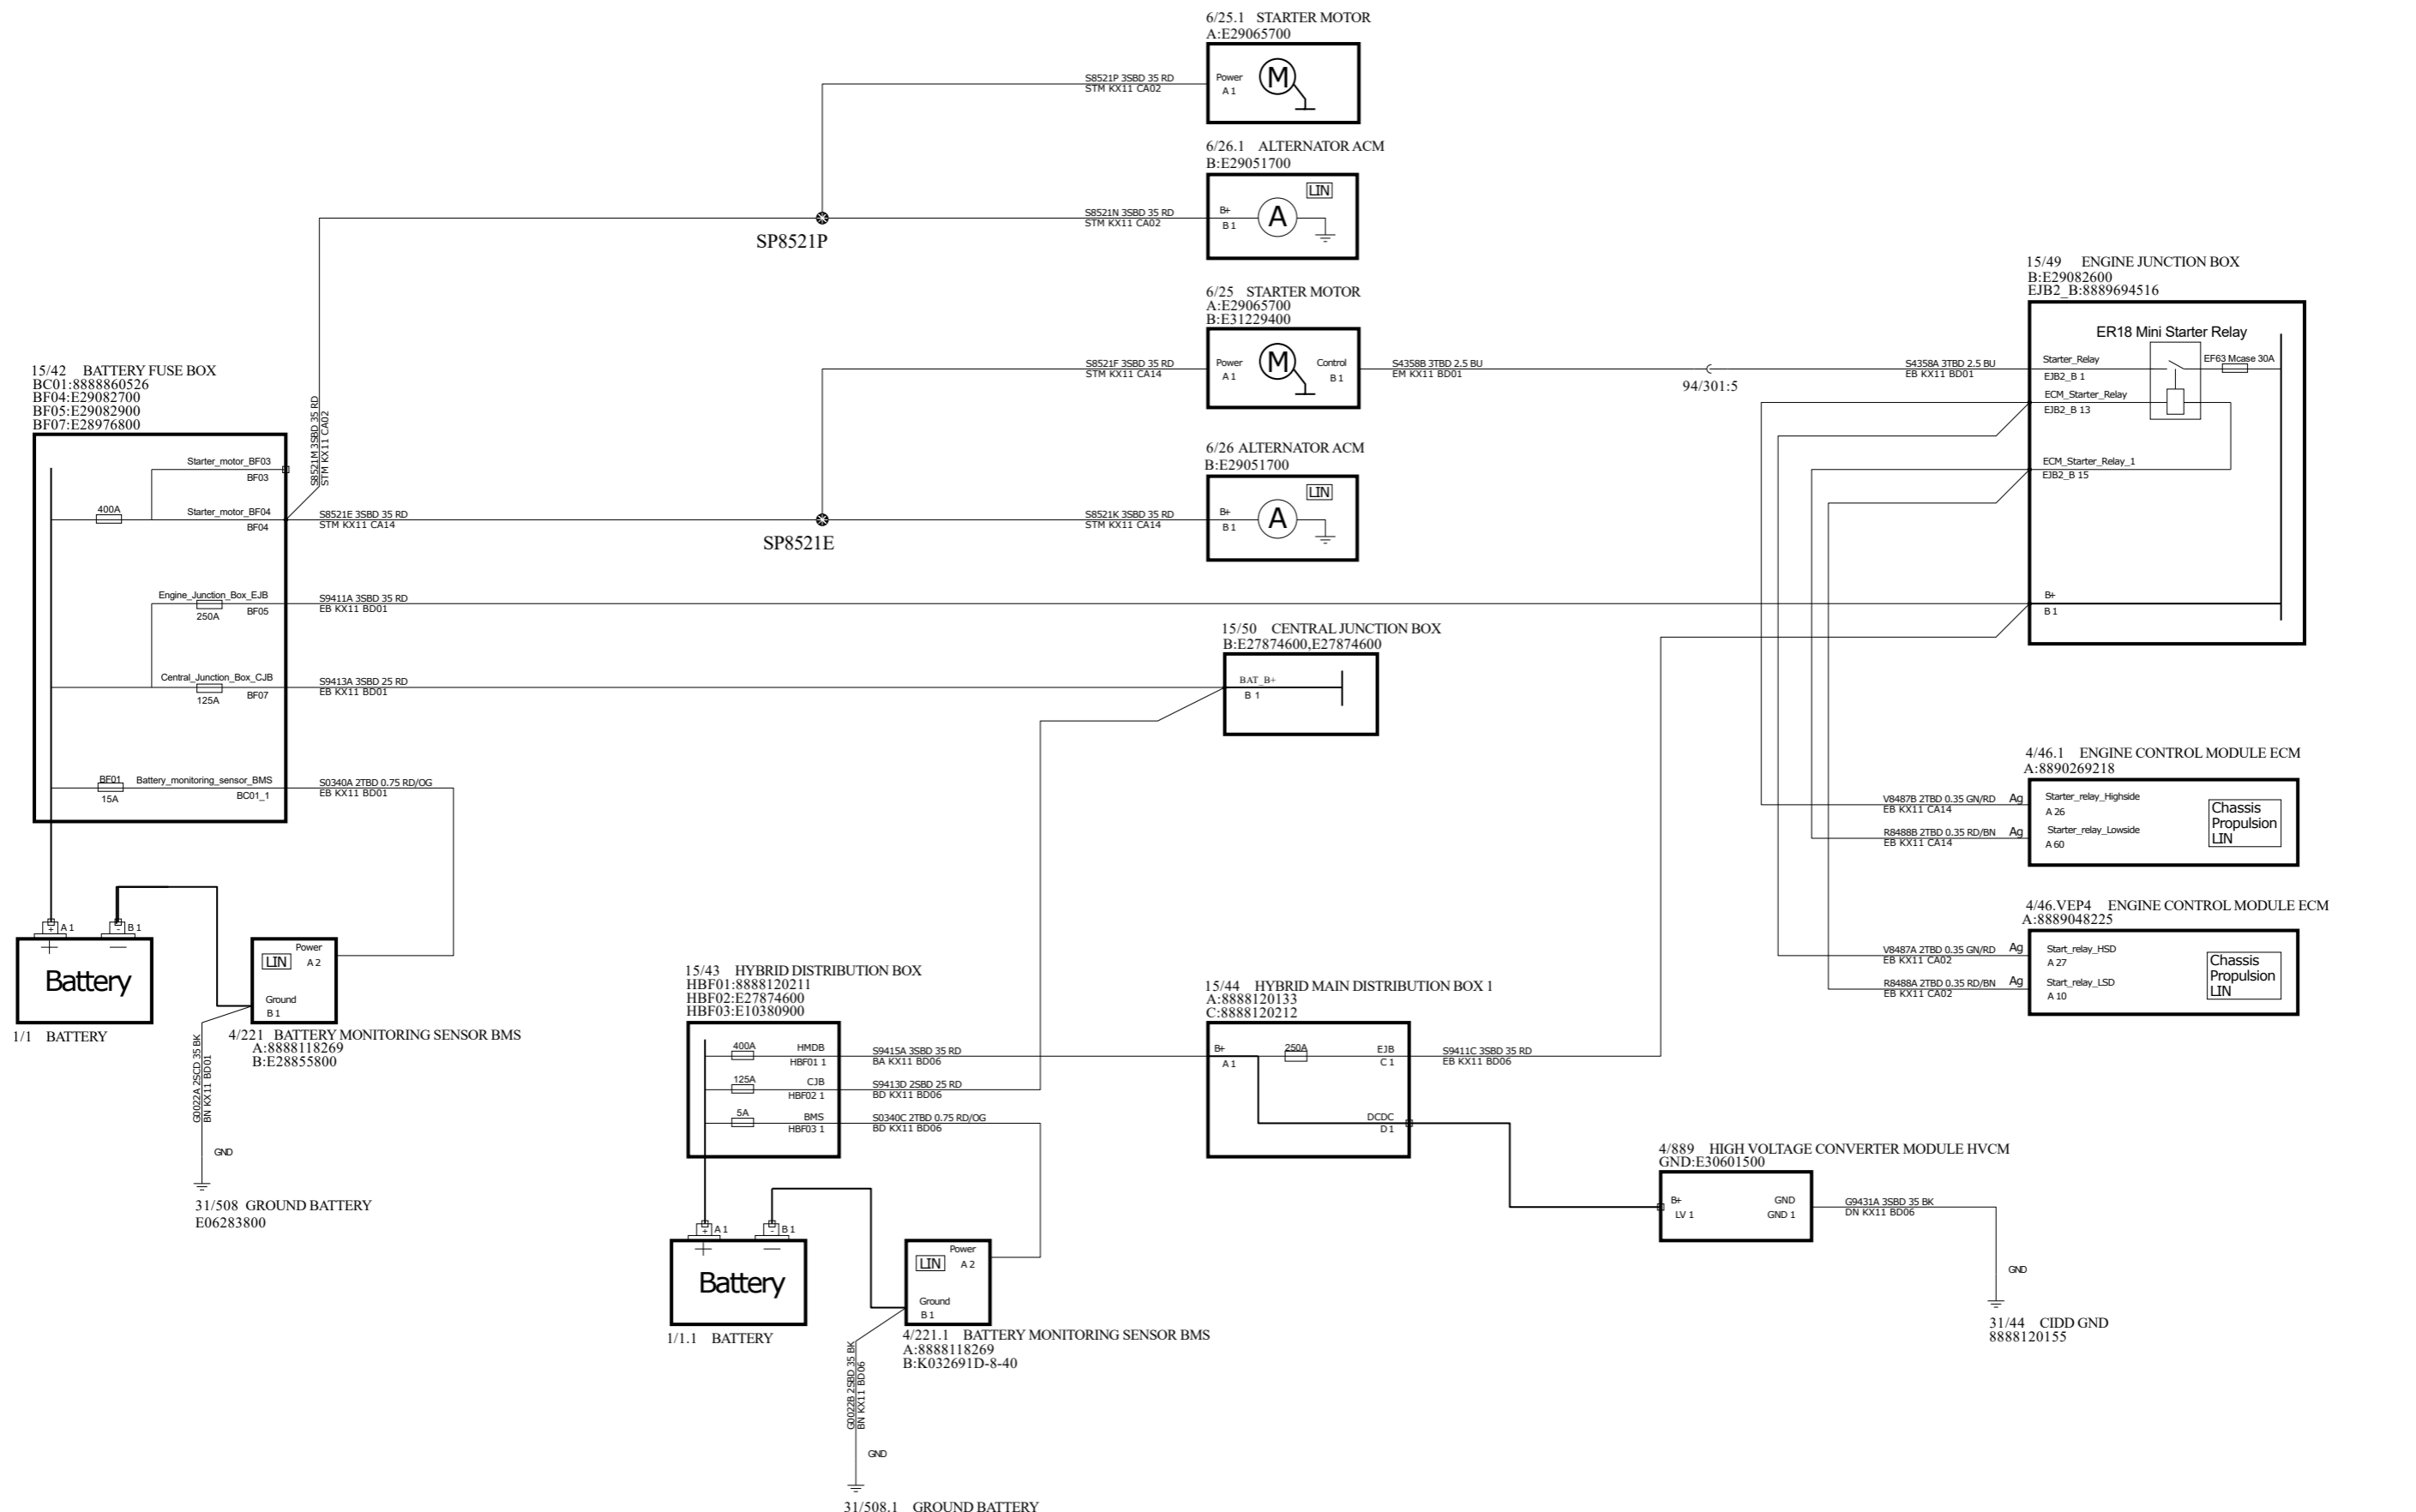 6/25.1 STARTER MOTOR
A:E29065700
Power
A 1
M
S8521P 3SBD 35 RD
STM KX11 CA02
6/26.1 ALTERNATOR ACM
B:E29051700
LIN
B+
B 1
A
S8521N 3SBD 35 RD
STM KX11 CA02
SP8521P
6/25 STARTER MOTOR
A:E29065700
B:E31229400
Power
A 1
M
Control
B 1
S8521F 3SBD 35 RD
STM KX11 CA14
S4358B 3TBD 2.5 BU
EM KX11 BD01
94/301:5
S4358A 3TBD 2.5 BU
EB KX11 BD01
15/49 ENGINE JUNCTION BOX
B:E29082600
EJB2_B:8889694516
ER18 Mini Starter Relay
Starter_Relay
EJB2_B 1
EF63 Mcase 30A
ECM_Starter_Relay
EJB2_B 13
ECM_Starter_Relay_1
EJB2_B 15
B+
B 1
6/26 ALTERNATOR ACM
B:E29051700
LIN
B+
B 1
A
S8521K 3SBD 35 RD
STM KX11 CA14
SP8521E
15/42 BATTERY FUSE BOX
BC01:8888860526
BF04:E29082700
BF05:E29082900
BF07:E28976800
Starter_motor_BF03
BF03
400A
Starter_motor_BF04
BF04
Engine_Junction_Box_EJB
250A
BF05
Central_Junction_Box_CJB
125A
BF07
BF01
15A
Battery_monitoring_sensor_BMS
BC01_1
S8521M 3SBD 35 RD
STM KX11 CA02
S8521E 3SBD 35 RD
STM KX11 CA14
S9411A 3SBD 35 RD
EB KX11 BD01
S9413A 3SBD 25 RD
EB KX11 BD01
S0340A 2TBD 0.75 RD/OG
EB KX11 BD01
15/50 CENTRAL JUNCTION BOX
B:E27874600,E27874600
BAT_B+
B 1
4/46.1 ENGINE CONTROL MODULE ECM
A:8890269218
V8487B 2TBD 0.35 GN/RD
EB KX11 CA14
Ag
Starter_relay_Highside
A 26
R8488B 2TBD 0.35 RD/BN
EB KX11 CA14
Ag
Starter_relay_Lowside
A 60
Chassis
Propulsion
LIN
4/46.VEP4 ENGINE CONTROL MODULE ECM
A:8889048225
V8487A 2TBD 0.35 GN/RD
EB KX11 CA02
Ag
Start_relay_HSD
A 27
R8488A 2TBD 0.35 RD/BN
EB KX11 CA02
Ag
Start_relay_LSD
A 10
Chassis
Propulsion
LIN
+
A 1
-
B 1
Battery
1/1 BATTERY
LIN
Power
A 2
Ground
B 1
4/221 BATTERY MONITORING SENSOR BMS
A:8888118269
B:E28855800
G0022A 2SCD 35 BK
BN KX11 BD01
GND
31/508 GROUND BATTERY
E06283800
15/43 HYBRID DISTRIBUTION BOX
HBF01:8888120211
HBF02:E27874600
HBF03:E10380900
400A
HMDB
HBF01 1
125A
CJB
HBF02 1
5A
BMS
HBF03 1
S9415A 3SBD 35 RD
BA KX11 BD06
S9413D 2SBD 25 RD
BD KX11 BD06
S0340C 2TBD 0.75 RD/OG
BD KX11 BD06
15/44 HYBRID MAIN DISTRIBUTION BOX 1
A:8888120133
C:8888120212
B+
A 1
250A
EJB
C 1
DCDC
D 1
S9411C 3SBD 35 RD
EB KX11 BD06
4/889 HIGH VOLTAGE CONVERTER MODULE HVCM
GND:E30601500
B+
LV 1
GND
GND 1
G9431A 3SBD 35 BK
DN KX11 BD06
GND
31/44 CIDD GND
8888120155
+
A 1
-
B 1
Battery
1/1.1 BATTERY
LIN
Power
A 2
Ground
B 1
4/221.1 BATTERY MONITORING SENSOR BMS
A:8888118269
B:K032691D-8-40
G0022B 2SBD 35 BK
BN KX11 BD06
GND
31/508.1 GROUND BATTERY